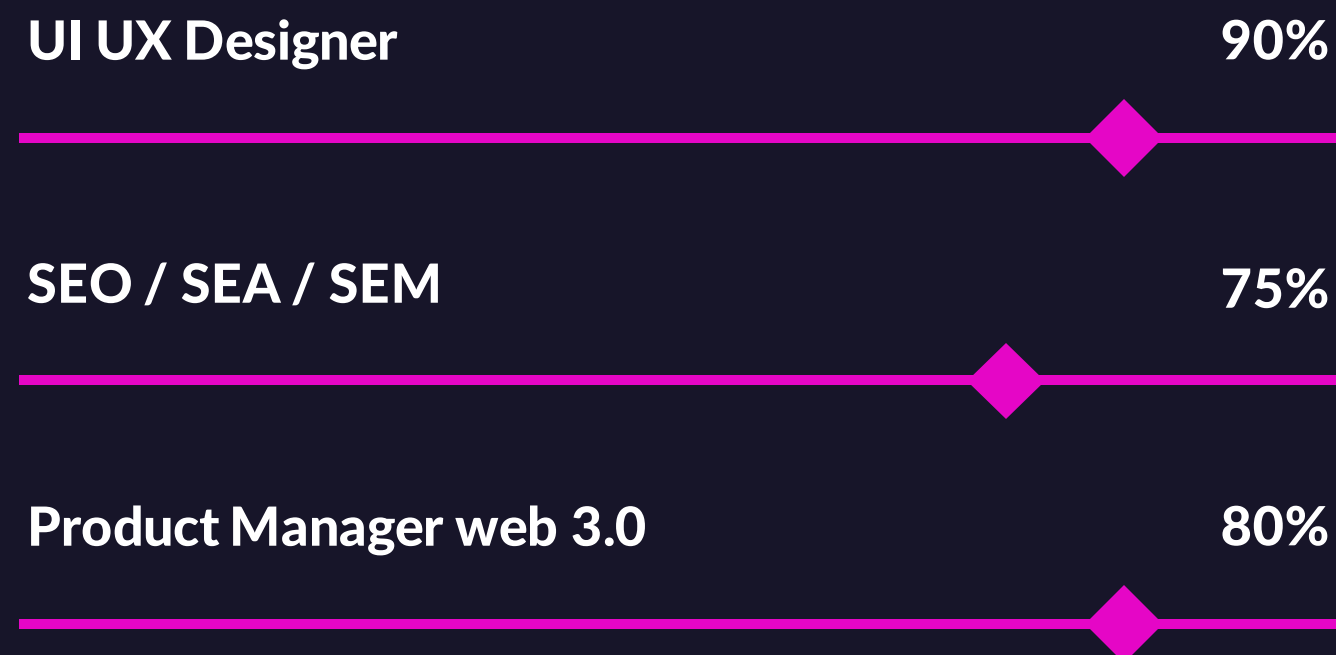 UI UX Designer 90%
SEO / SEA / SEM 75%
Product Manager web 3.0 80%